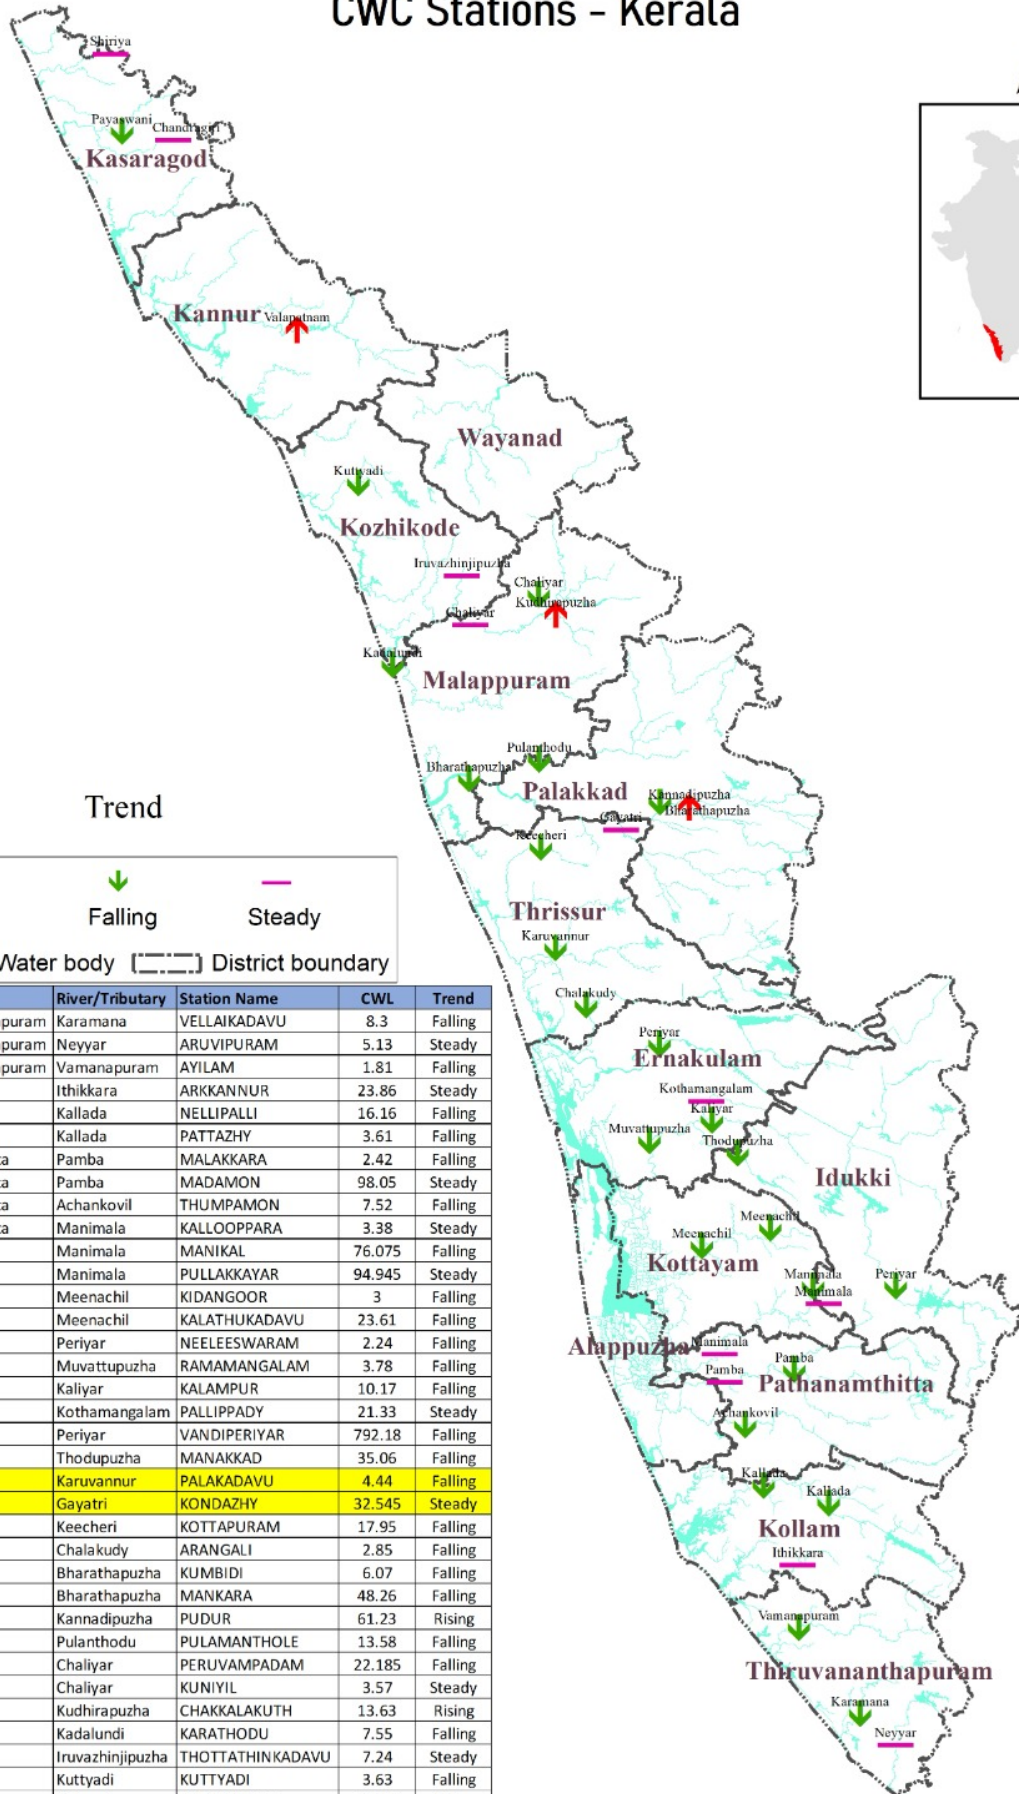 CWC Stations - Kerala
Shiriya
Payaswani
Chandragiri
Kasaragod
Kannur
Valapatnam
Wayanad
Kuttyadi
Kozhikode
Iruvazhinjipuzha
Chaliyar
Kudhirapuzha
Chaliyar
Kadalundi
Malappuram
Pulanthodu
Bharathapuzha
Palakkad
Kannadipuzha
Bharathapuzha
Gayatri
Keecheri
Thrissur
Karuvannur
Chalakudy
Periyar
Ernakulam
Kothamangalam
Kaliyar
Muvattupuzha
Thodupuzha
Idukki
Meenachil
Meenachil
Kottayam
Manimala
Periyar
Manimala
Alappuzha
Manimala
Pamba
Pamba
Pathanamthitta
Achankovil
Kallada
Kallada
Kollam
Ithikkara
Vamanapuram
Thiruvananthapuram
Karamana
Neyyar
Trend
Falling Steady
Water body District boundary
River/Tributary Station Name CWL Trend
puram Karamana VELLAIKADAVU 8.3 Falling
puram Neyyar ARUVIPURAM 5.13 Steady
puram Vamanapuram AYILAM 1.81 Falling
Ithikkara ARKKANNUR 23.86 Steady
Kallada NELLIPALLI 16.16 Falling
Kallada PATTAZHY 3.61 Falling
ta Pamba MALAKKARA 2.42 Falling
ta Pamba MADAMON 98.05 Steady
ta Achankovil THUMPAMON 7.52 Falling
ta Manimala KALLOOPPARA 3.38 Steady
Manimala MANIKAL 76.075 Falling
Manimala PULLAKKAYAR 94.945 Steady
Meenachil KIDANGOOR 3 Falling
Meenachil KALATHUKADAVU 23.61 Falling
Periyar NEELEESWARAM 2.24 Falling
Muvattupuzha RAMAMANGALAM 3.78 Falling
Kaliyar KALAMPUR 10.17 Falling
Kothamangalam PALLIPPADY 21.33 Steady
Periyar VANDIPERIYAR 792.18 Falling
Thodupuzha MANAKKAD 35.06 Falling
Karuvannur PALAKADAVU 4.44 Falling
Gayatri KONDAZHY 32.545 Steady
Keecheri KOTTAPURAM 17.95 Falling
Chalakudy ARANGALI 2.85 Falling
Bharathapuzha KUMBIDI 6.07 Falling
Bharathapuzha MANKARA 48.26 Falling
Kannadipuzha PUDUR 61.23 Rising
Pulanthodu PULAMANTHOLE 13.58 Falling
Chaliyar PERUVAMPADAM 22.185 Falling
Chaliyar KUNIYIL 3.57 Steady
Kudhirapuzha CHAKKALAKUTH 13.63 Rising
Kadalundi KARATHODU 7.55 Falling
Iruvazhinjipuzha THOTTATHINKADAVU 7.24 Steady
Kuttyadi KUTTYADI 3.63 Falling